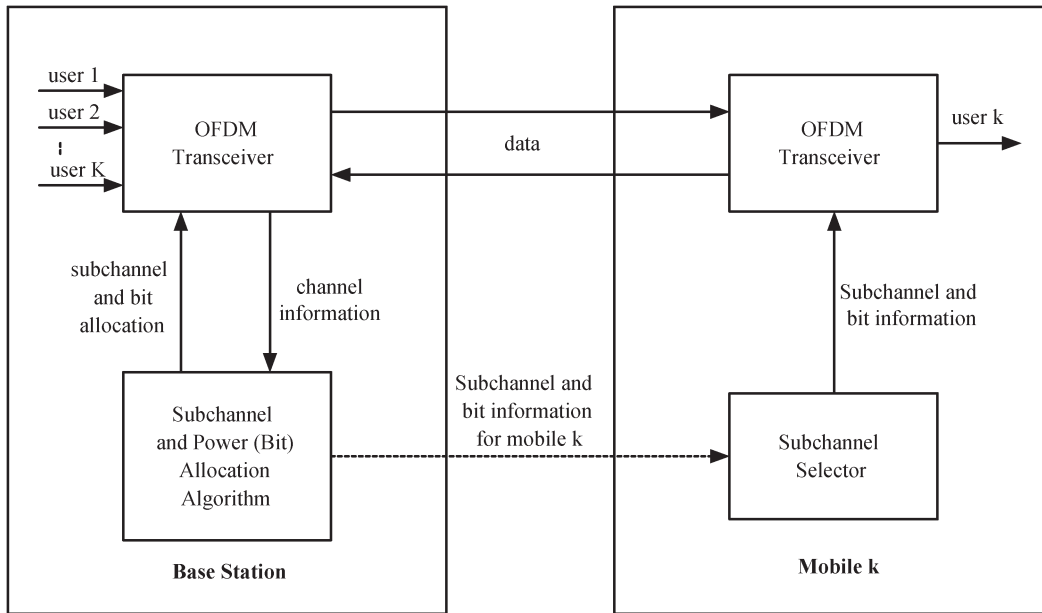 user 1
user 2
user K
OFDM
Transceiver
data
OFDM
Transceiver
user k
subchannel
and bit
allocation
channel
information
Subchannel and
bit information
Subchannel
and Power (Bit)
Allocation
Algorithm
Subchannel and
bit information
for mobile k
Subchannel
Selector
Base Station
Mobile k